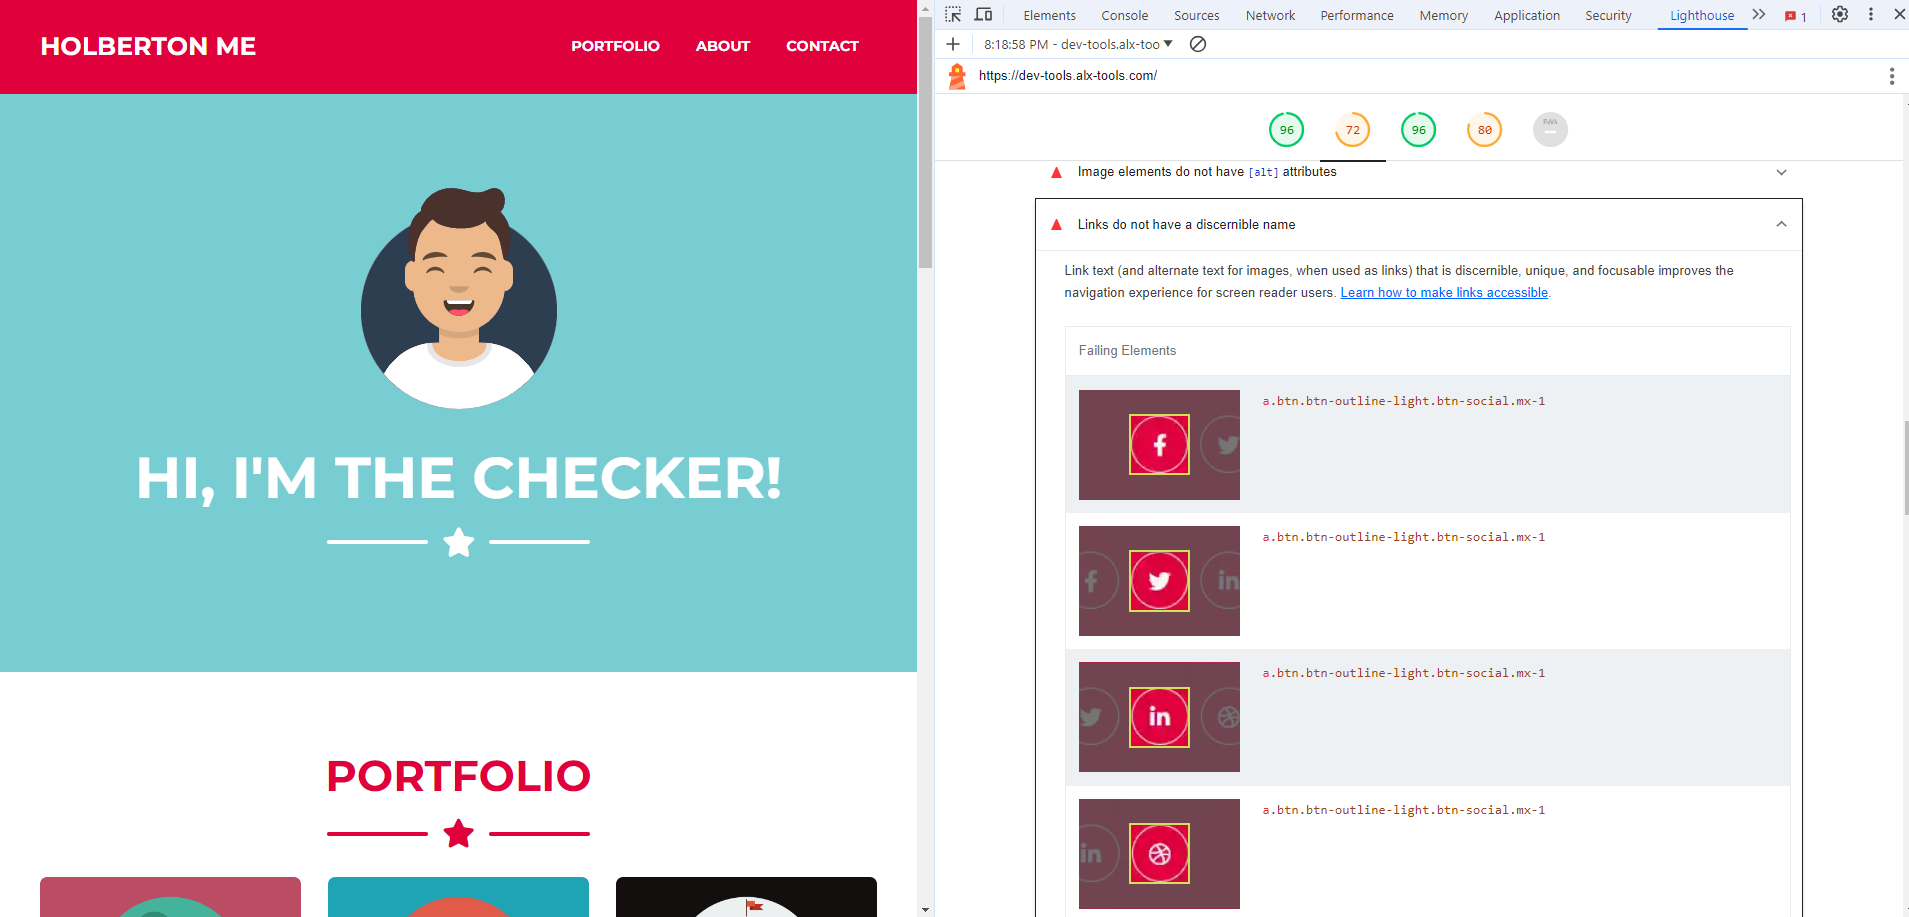 HOLBERTON ME
PORTFOLIO ABOUT CONTACT
HI, I'M THE CHECKER!
PORTFOLIO
Elements Console Sources Network Performance Memory Application Security Lighthouse 1
8:18:58 PM - dev-tools.alx-too
https://dev-tools.alx-tools.com/
96 72 96 80 PWA
Image elements do not have [alt] attributes
Links do not have a discernible name
Link text (and alternate text for images, when used as links) that is discernible, unique, and focusable improves the
navigation experience for screen reader users. Learn how to make links accessible.
Failing Elements
a.btn.btn-outline-light.btn-social.mx-1
a.btn.btn-outline-light.btn-social.mx-1
a.btn.btn-outline-light.btn-social.mx-1
a.btn.btn-outline-light.btn-social.mx-1